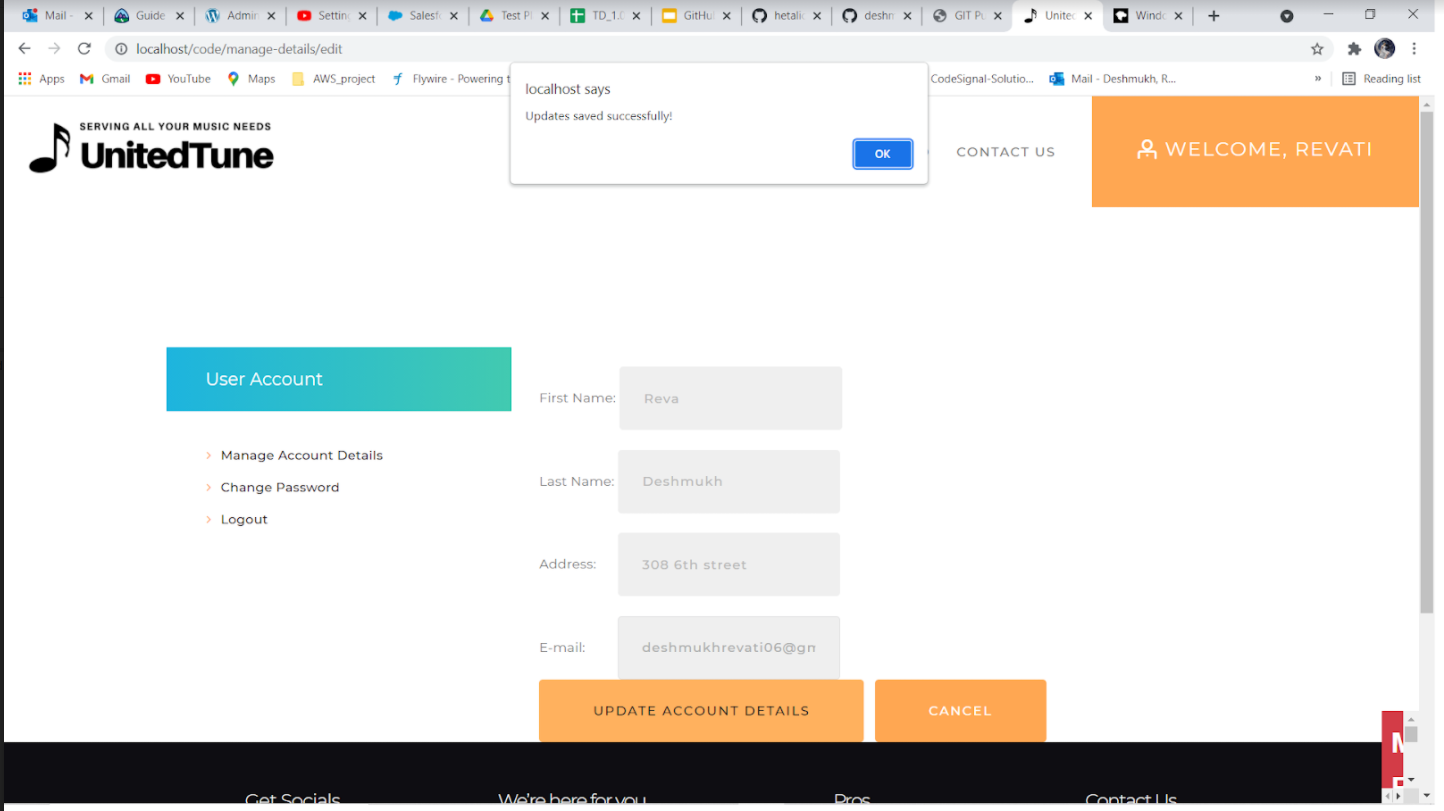 Mail -
Guide
Admin
Setting
Salesf
Test Pl
TD_1.0
GitHu
hetalic
deshm
GIT Pu
United
Windo
localhost/code/manage-details/edit
Apps
Gmail
YouTube
Maps
AWS_project
Flywire - Powering t
CodeSignal-Solutio...
Mail - Deshmukh, R...
»
Reading list
localhost says
Updates saved successfully!
OK
SERVING ALL YOUR MUSIC NEEDS
UnitedTune
CONTACT US
WELCOME, REVATI
User Account
Manage Account Details
Change Password
Logout
First Name:
Reva
Last Name:
Deshmukh
Address:
308 6th street
E-mail:
deshmukhrevati06@gm
UPDATE ACCOUNT DETAILS
CANCEL
Get Socials
We're here for you
Pros
Contact Us